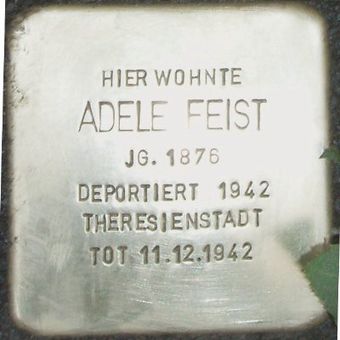 HIER WOHNTE
ADELE FEIST
JG. 1876
DEPORTIERT 1942
THERESIENSTADT
TOT 11.12.1942